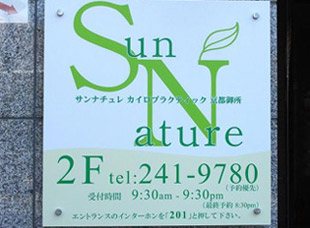 Sun
サンナチュレ カイロプラクティック 京都御所
Nature
2F tel:241-9780
(予約優先)
受付時間 9:30am - 9:30pm
(最終予約 8:30pm)
エントランスのインターホンを「201」と押して下さい。